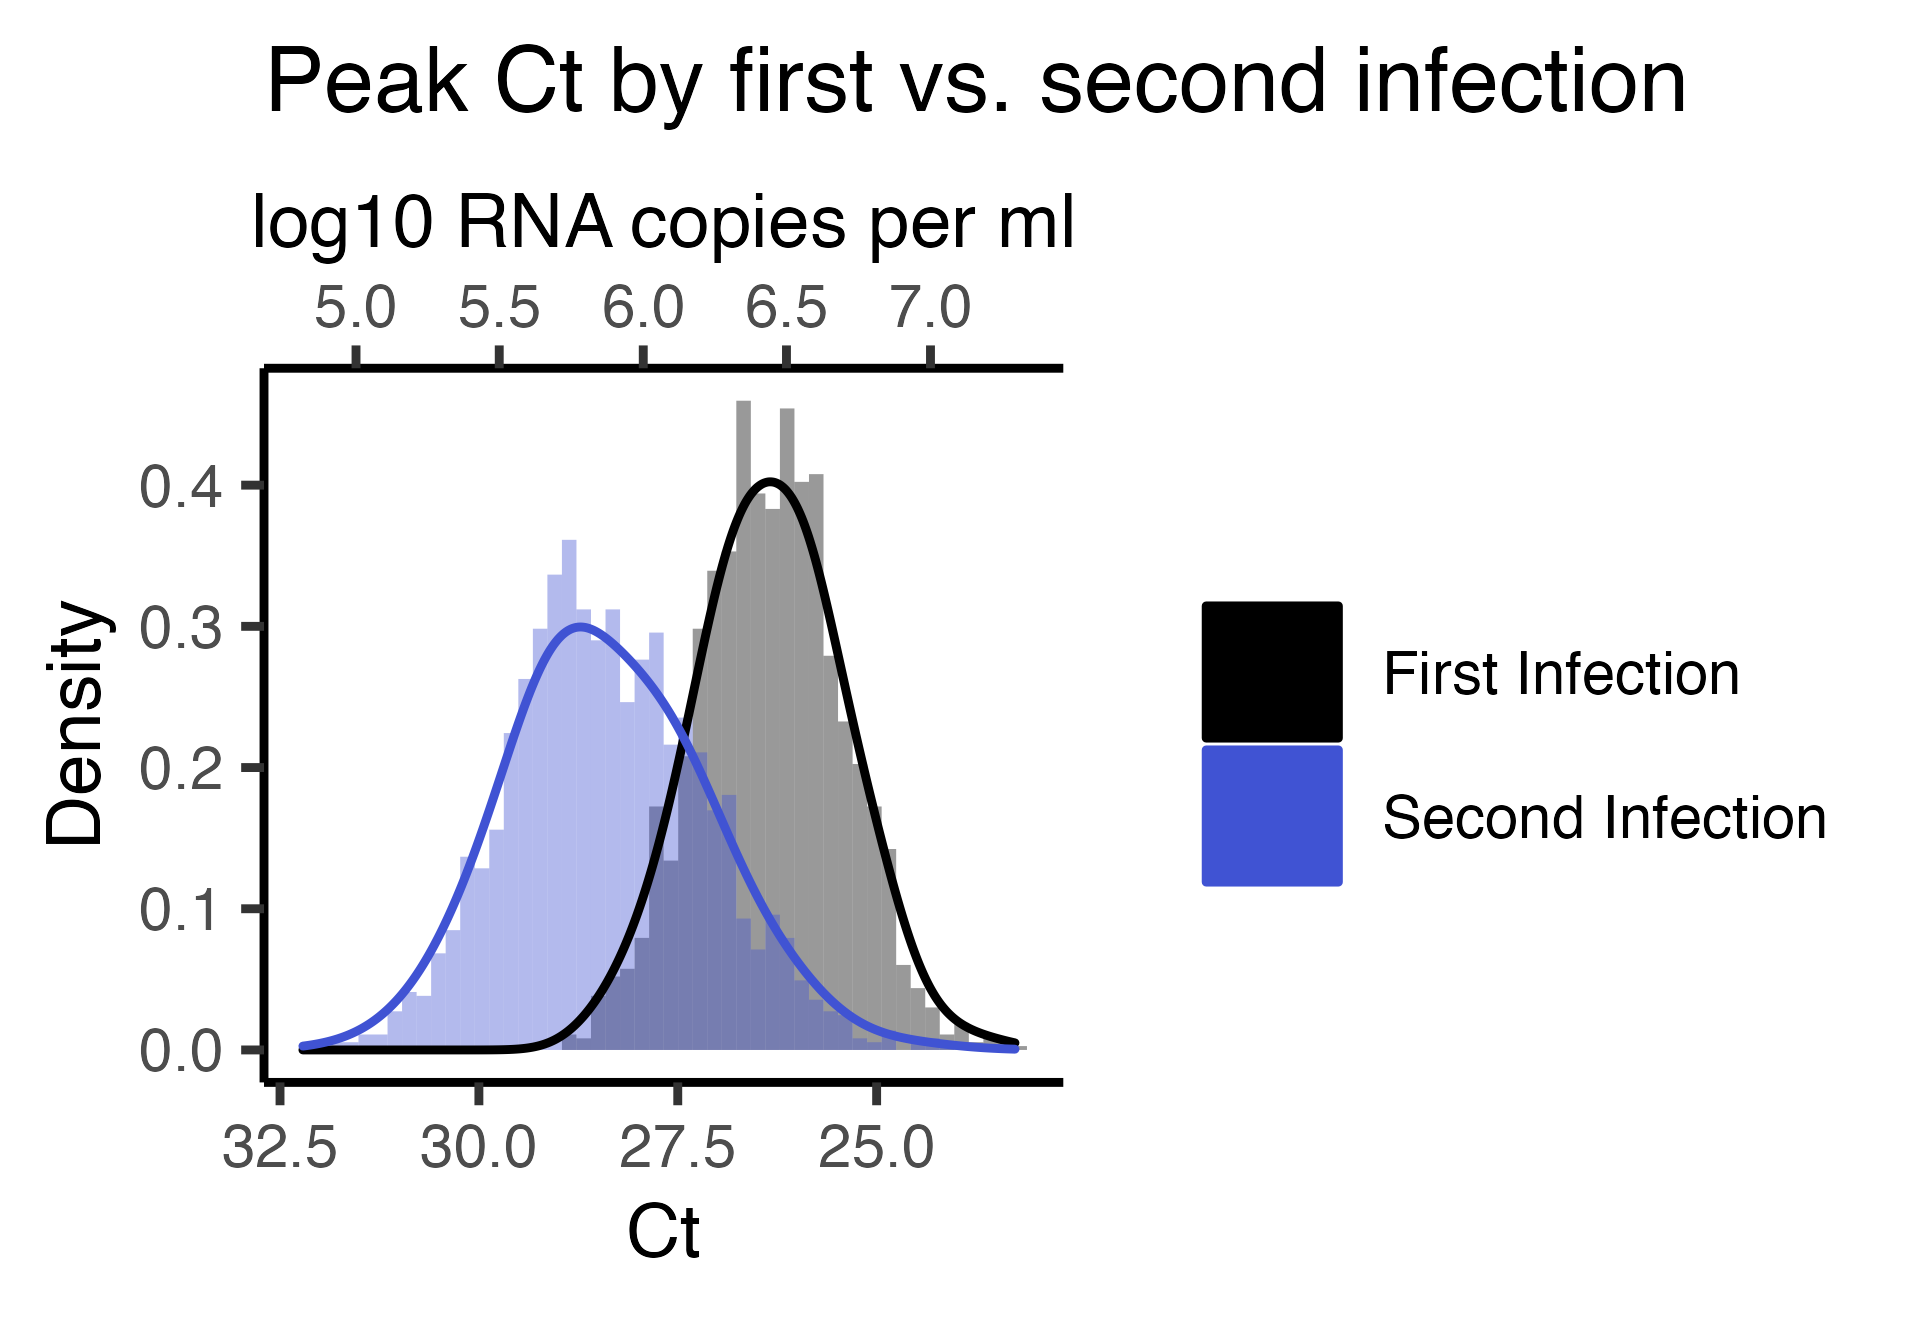 Peak Ct by first vs. second infection
log10 RNA copies per ml
5.0 5.5 6.0 6.5 7.0
Density
0.4
0.3
0.2
0.1
0.0
32.5 30.0 27.5 25.0
Ct
First Infection
Second Infection